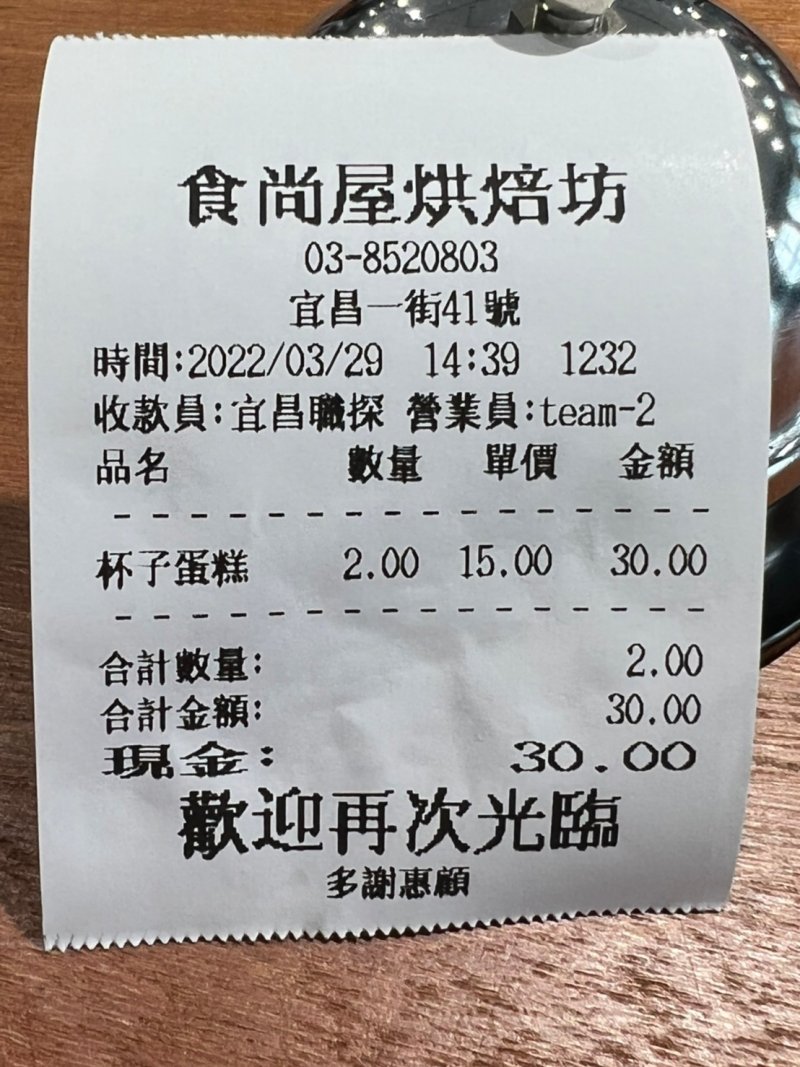 食尚屋烘焙坊
03-8520803
宜昌一街41號
時間:2022/03/29 14:39 1232
收款員:宜昌職探 營業員:team-2
品名 數量 單價 金額
- - - - - - - - - - - - - - - - - - - - - - - -
杯子蛋糕 2.00 15.00 30.00
- - - - - - - - - - - - - - - - - - - - - - - -
合計數量: 2.00
合計金額: 30.00
現金: 30.00
歡迎再次光臨
多謝惠顧